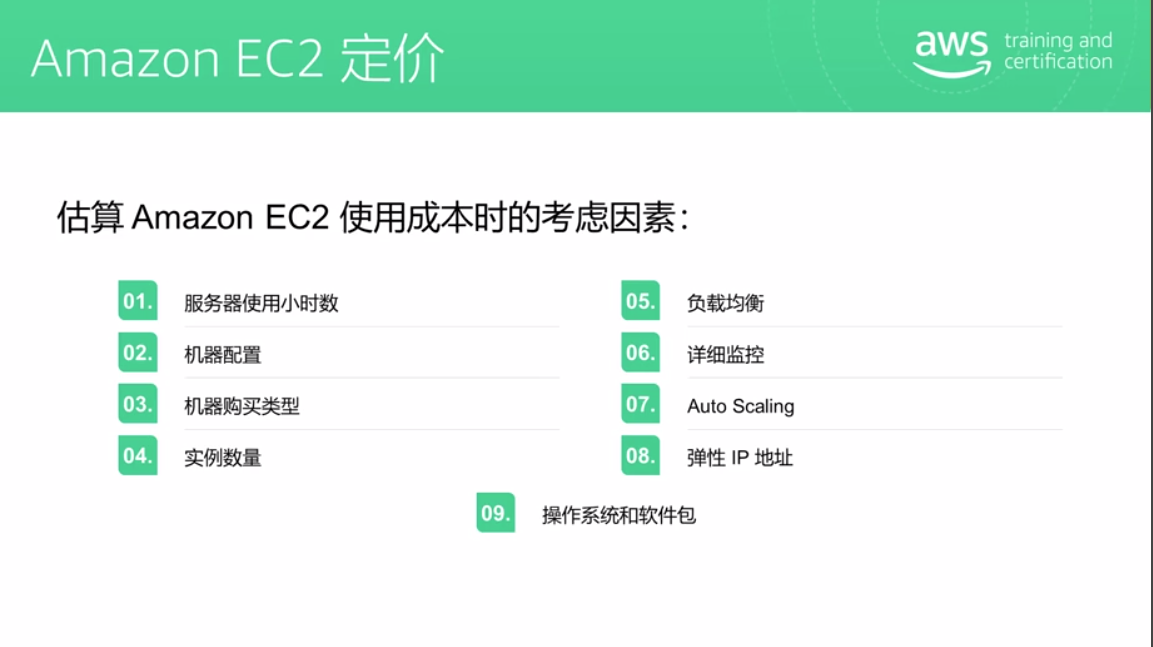 Amazon EC2 定价
aws training and certification
估算 Amazon EC2 使用成本时的考虑因素：
01. 服务器使用小时数
02. 机器配置
03. 机器购买类型
04. 实例数量
05. 负载均衡
06. 详细监控
07. Auto Scaling
08. 弹性 IP 地址
09. 操作系统和软件包